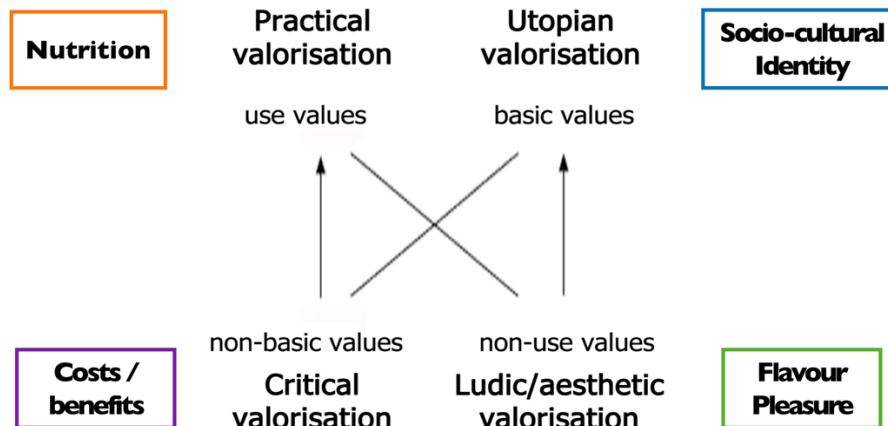 Nutrition
Practical
valorisation
Utopian
valorisation
Socio-cultural
Identity
use values
basic values
non-basic values
non-use values
Costs /
benefits
Critical
valorisation
Ludic/aesthetic
valorisation
Flavour
Pleasure